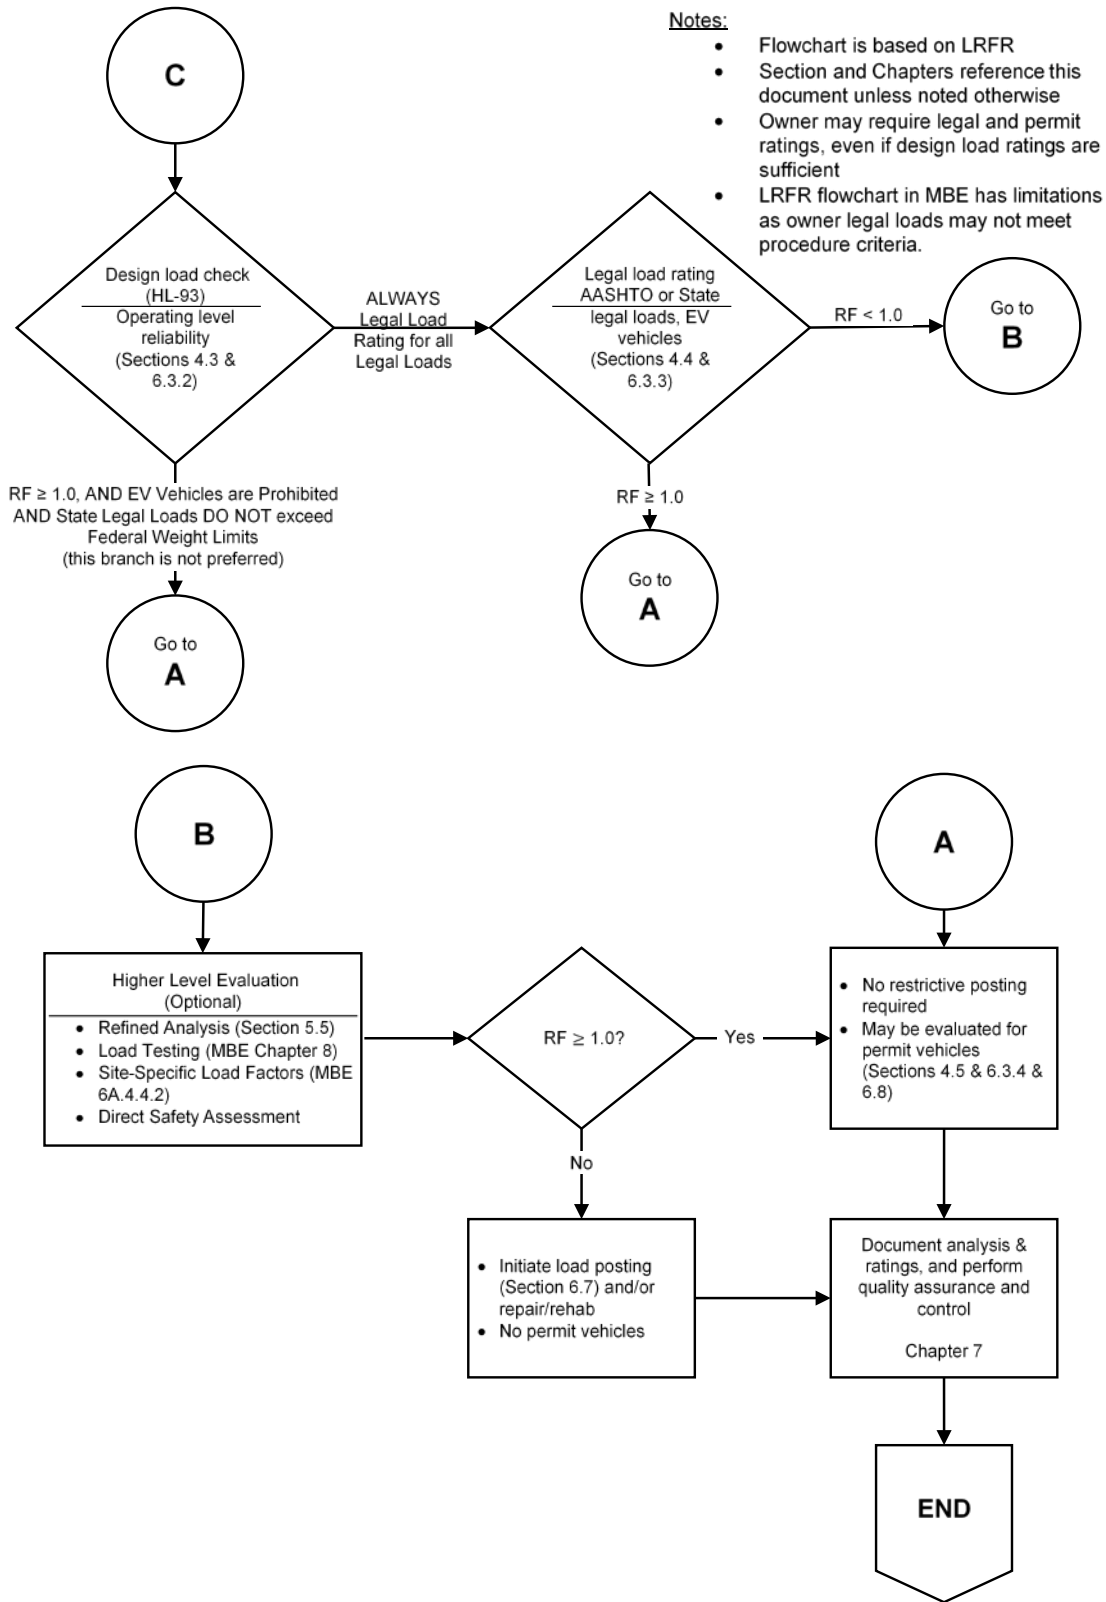 C
Notes:
• Flowchart is based on LRFR
• Section and Chapters reference this
document unless noted otherwise
• Owner may require legal and permit
ratings, even if design load ratings are
sufficient
• LRFR flowchart in MBE has limitations
as owner legal loads may not meet
procedure criteria.
Design load check
(HL-93)
Operating level
reliability
(Sections 4.3 &
6.3.2)
ALWAYS
Legal Load
Rating for all
Legal Loads
Legal load rating
AASHTO or State
legal loads, EV
vehicles
(Sections 4.4 &
6.3.3)
RF < 1.0
Go to
B
RF ≥ 1.0, AND EV Vehicles are Prohibited
AND State Legal Loads DO NOT exceed
Federal Weight Limits
(this branch is not preferred)
Go to
A
RF ≥ 1.0
Go to
A
B
Higher Level Evaluation
(Optional)
• Refined Analysis (Section 5.5)
• Load Testing (MBE Chapter 8)
• Site-Specific Load Factors (MBE
6A.4.4.2)
• Direct Safety Assessment
RF ≥ 1.0?
Yes
No
A
• No restrictive posting
required
• May be evaluated for
permit vehicles
(Sections 4.5 & 6.3.4 &
6.8)
• Initiate load posting
(Section 6.7) and/or
repair/rehab
• No permit vehicles
Document analysis &
ratings, and perform
quality assurance and
control
Chapter 7
END